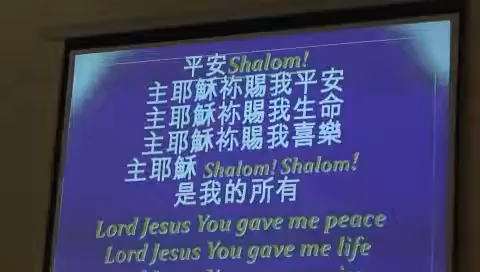 平安Shalom!
主耶穌祢賜我平安
主耶穌祢賜我生命
主耶穌祢賜我喜樂
主耶穌 Shalom! Shalom!
是我的所有
Lord Jesus You gave me peace
Lord Jesus You gave me life